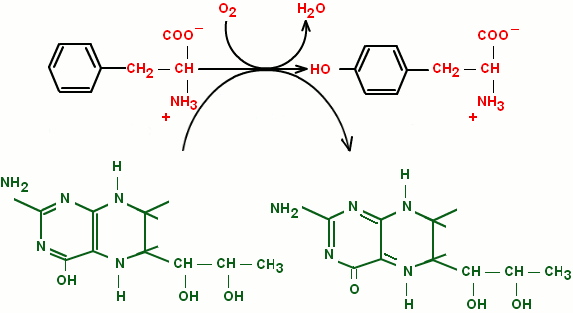 O2 H2O
COO− COO−
CH2 CH HO CH2 CH
NH3 NH3
+ +
H H
NH2 N N NH2 N N
N N N N
OH H O H
CH CH CH3 CH CH CH3
OH OH OH OH